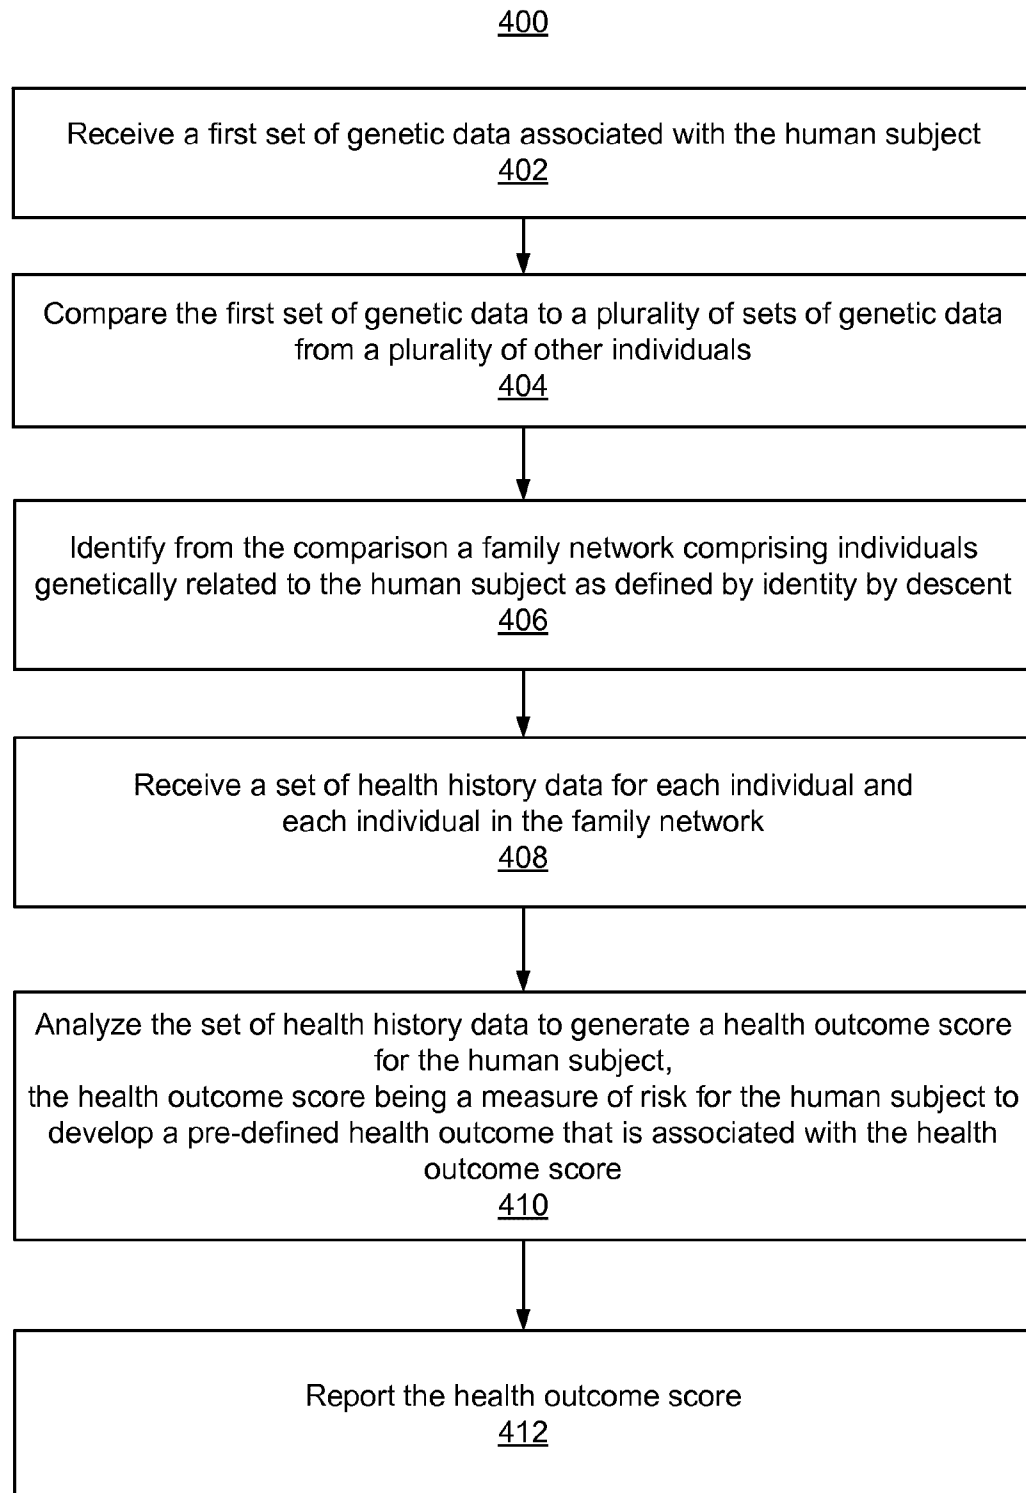 400
Receive a first set of genetic data associated with the human subject
402
Compare the first set of genetic data to a plurality of sets of genetic data
from a plurality of other individuals
404
Identify from the comparison a family network comprising individuals
genetically related to the human subject as defined by identity by descent
406
Receive a set of health history data for each individual and
each individual in the family network
408
Analyze the set of health history data to generate a health outcome score
for the human subject,
the health outcome score being a measure of risk for the human subject to
develop a pre-defined health outcome that is associated with the health
outcome score
410
Report the health outcome score
412